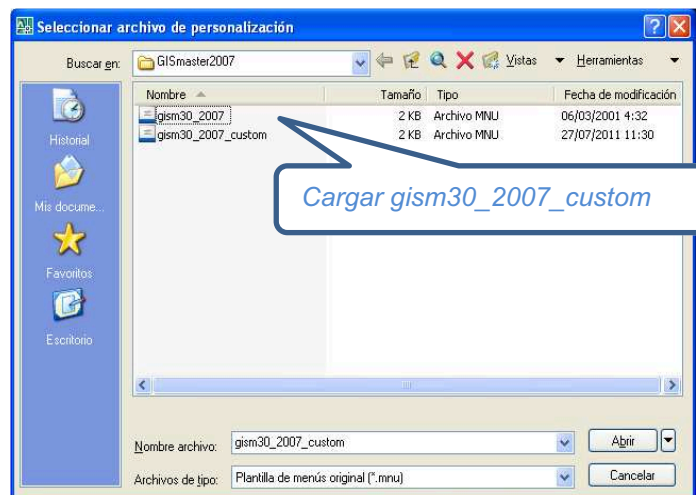 Seleccionar archivo de personalización
Buscar en: GISmaster2007 Vistas Herramientas
Nombre Tamaño Tipo Fecha de modificación
gism30_2007 2 KB Archivo MNU 06/03/2001 4:32
gism30_2007_custom 2 KB Archivo MNU 27/07/2011 11:30
Historial
Mis docume...
Favoritos
Escritorio
Cargar gism30_2007_custom
Nombre archivo: gism30_2007_custom Abrir
Archivos de tipo: Plantilla de menús original (*.mnu) Cancelar